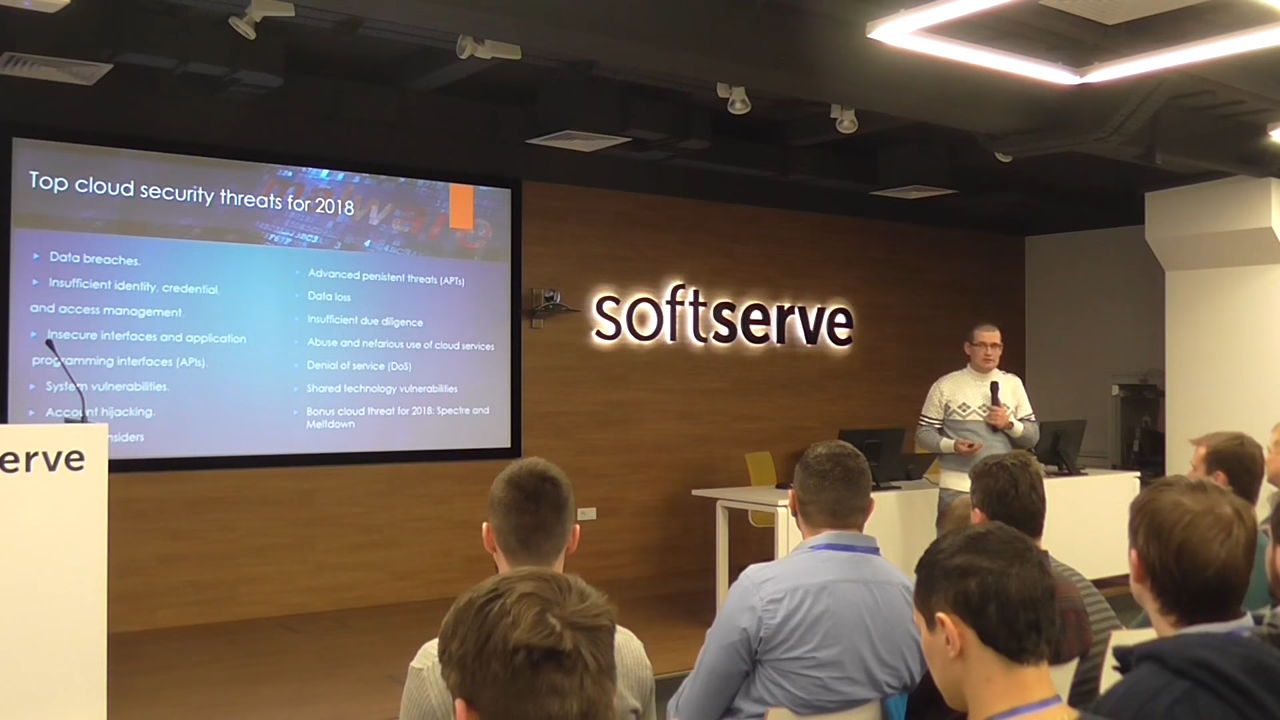 Top cloud security threats for 2018
Data breaches.
Insufficient identity, credential,
and access management.
Insecure interfaces and application
programming interfaces (APIs).
System vulnerabilities.
Account hijacking.
nsiders
Advanced persistent threats (APTs)
Data loss
Insufficient due diligence
Abuse and nefarious use of cloud services
Denial of service (DoS)
Shared technology vulnerabilities
Bonus cloud threat for 2018: Spectre and
Meltdown
softserve
erve